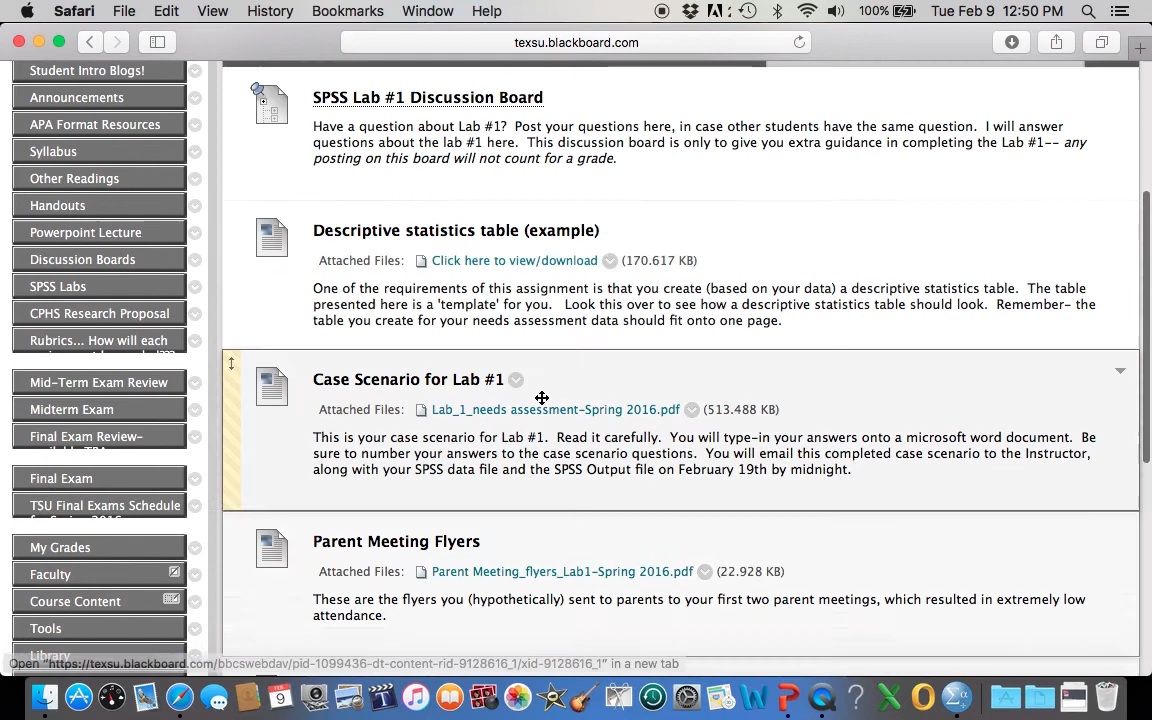 Safari File Edit View History Bookmarks Window Help 100% Tue Feb 9 12:50 PM
texsu.blackboard.com
Student Intro Blogs!
Announcements
APA Format Resources
Syllabus
Other Readings
Handouts
Powerpoint Lecture
Discussion Boards
SPSS Labs
CPHS Research Proposal
Rubrics... How will each
Mid-Term Exam Review
Midterm Exam
Final Exam Review-
Final Exam
TSU Final Exams Schedule
for Spring 2016
My Grades
Faculty
Course Content
Tools
Library
SPSS Lab #1 Discussion Board
Have a question about Lab #1? Post your questions here, in case other students have the same question. I will answer
questions about the lab #1 here. This discussion board is only to give you extra guidance in completing the Lab #1-- any
posting on this board will not count for a grade.
Descriptive statistics table (example)
Attached Files: Click here to view/download (170.617 KB)
One of the requirements of this assignment is that you create (based on your data) a descriptive statistics table. The table
presented here is a 'template' for you. Look this over to see how a descriptive statistics table should look. Remember- the
table you create for your needs assessment data should fit onto one page.
Case Scenario for Lab #1
Attached Files: Lab_1_needs assessment-Spring 2016.pdf (513.488 KB)
This is your case scenario for Lab #1. Read it carefully. You will type-in your answers onto a microsoft word document. Be
sure to number your answers to the case scenario questions. You will email this completed case scenario to the Instructor,
along with your SPSS data file and the SPSS Output file on February 19th by midnight.
Parent Meeting Flyers
Attached Files: Parent Meeting_flyers_Lab1-Spring 2016.pdf (22.928 KB)
These are the flyers you (hypothetically) sent to parents to your first two parent meetings, which resulted in extremely low
attendance.
Open "https://texsu.blackboard.com/bbcswebdav/pid-1099436-dt-content-rid-9128616_1/xid-9128616_1" in a new tab